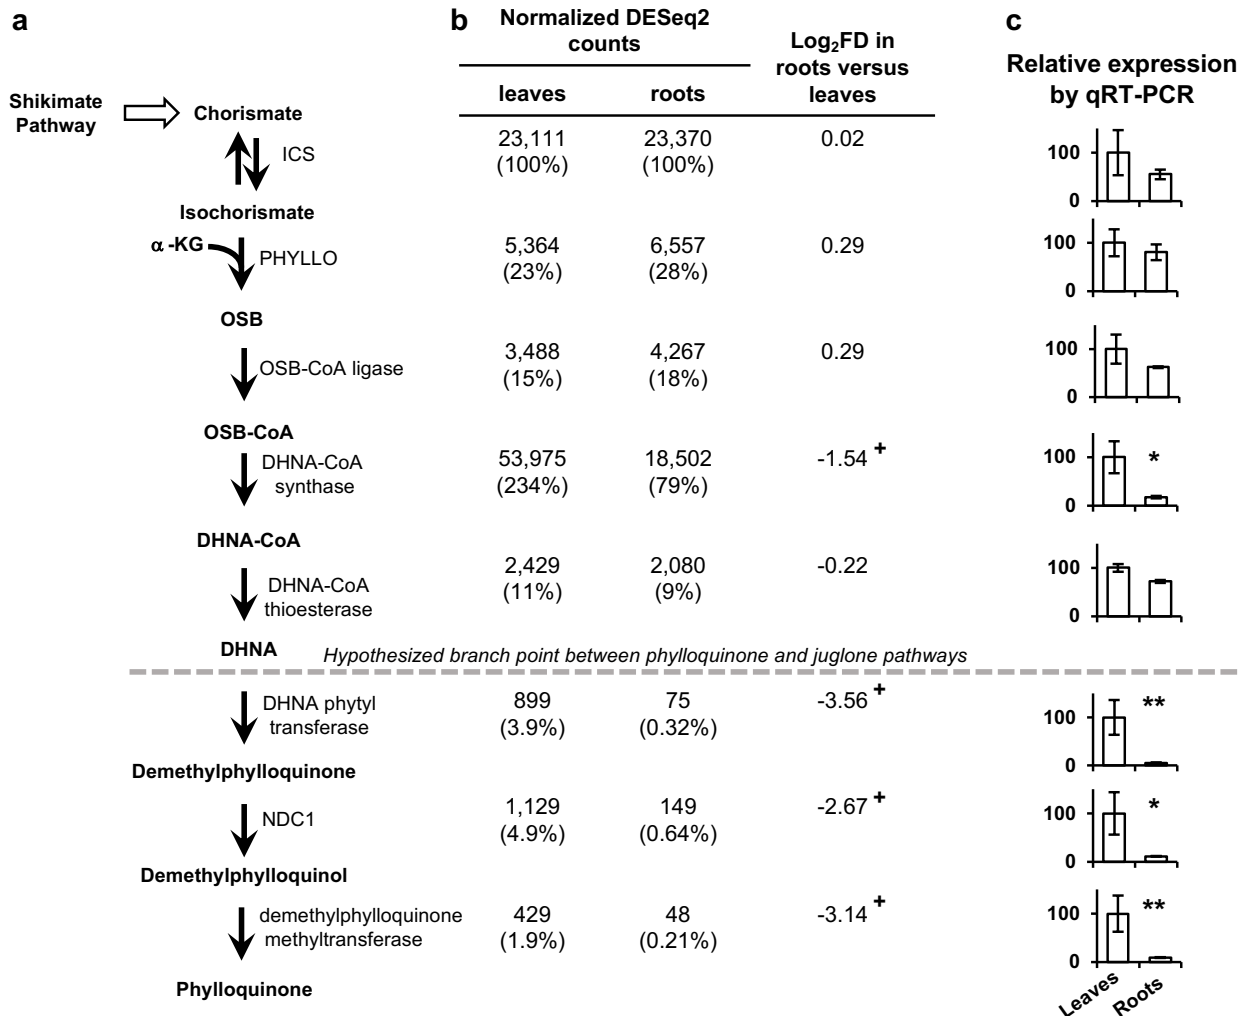 a
b
Normalized DESeq2
counts
leaves
roots
Log₂FD in
roots versus
leaves
c
Relative expression
by qRT-PCR
Shikimate
Pathway
Chorismate
ICS
23,111
(100%)
23,370
(100%)
0.02
100
0
Isochorismate
α-KG
PHYLLO
5,364
(23%)
6,557
(28%)
0.29
100
0
OSB
OSB-CoA ligase
3,488
(15%)
4,267
(18%)
0.29
100
0
OSB-CoA
DHNA-CoA
synthase
53,975
(234%)
18,502
(79%)
-1.54 +
100
*
0
DHNA-CoA
DHNA-CoA
thioesterase
2,429
(11%)
2,080
(9%)
-0.22
100
0
DHNA
Hypothesized branch point between phylloquinone and juglone pathways
DHNA phytyl
transferase
899
(3.9%)
75
(0.32%)
-3.56 +
100
**
0
Demethylphylloquinone
NDC1
1,129
(4.9%)
149
(0.64%)
-2.67 +
100
*
0
Demethylphylloquinol
demethylphylloquinone
methyltransferase
429
(1.9%)
48
(0.21%)
-3.14 +
100
**
0
Phylloquinone
Leaves
Roots